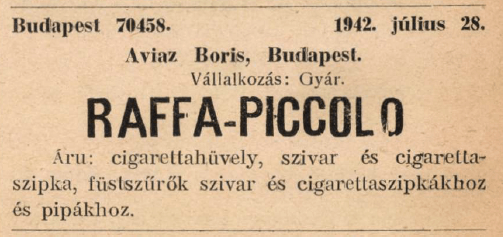 Budapest 70458. 1942. július 28.
Aviaz Boris, Budapest.
Vállalkozás: Gyár.
RAFFA-PICCOLO
Áru: cigarettahüvely, szivar és cigaretta-
szipka, füstszűrők szivar és cigarettaszipkákhoz
és pipákhoz.